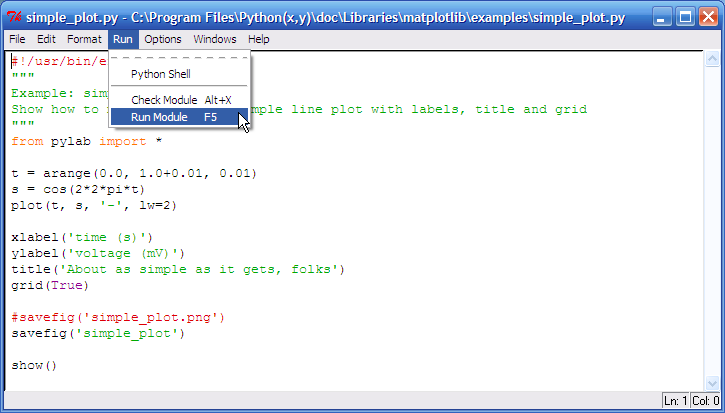 simple_plot.py - C:\Program Files\Python(x,y)\doc\Libraries\matplotlib\examples\simple_plot.py
File Edit Format Run Options Windows Help
Python Shell
Check Module Alt+X
Run Module F5
#!/usr/bin/e
"""
Example: sim
Show how to mple line plot with labels, title and grid
"""
from pylab import *
t = arange(0.0, 1.0+0.01, 0.01)
s = cos(2*2*pi*t)
plot(t, s, '-', lw=2)
xlabel('time (s)')
ylabel('voltage (mV)')
title('About as simple as it gets, folks')
grid(True)
#savefig('simple_plot.png')
savefig('simple_plot')
show()
Ln: 1 Col: 0